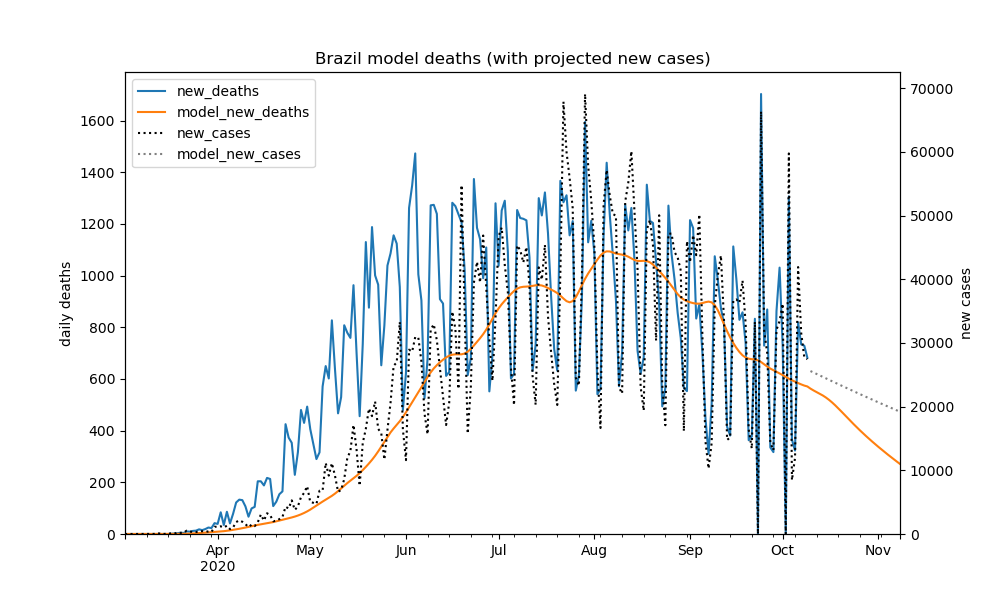 Brazil model deaths (with projected new cases)
new_deaths
model_new_deaths
new_cases
model_new_cases
daily deaths
1600
1400
1200
1000
800
600
400
200
0
70000
60000
50000
40000
30000
20000
10000
0
new cases
Apr May Jun Jul Aug Sep Oct Nov
2020